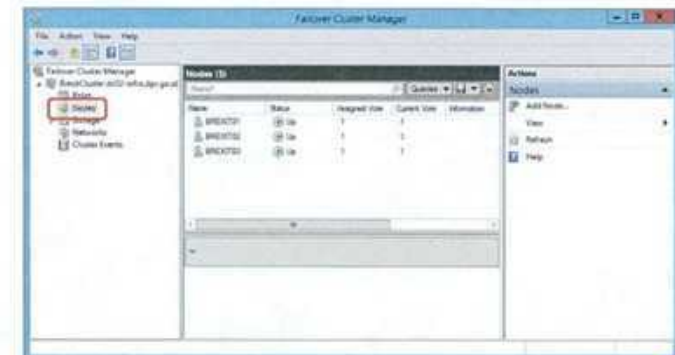 Failover Cluster Manager
File Action View Help
Failover Cluster Manager
Roles
Nodes
Storage
Networks
Cluster Events
Nodes (3)
Queries
Name Status Assigned Vote Current Vote Information
Up 1 1
Up 1 1
Up 1 1
Actions
Nodes
Add Node...
View
Refresh
Help